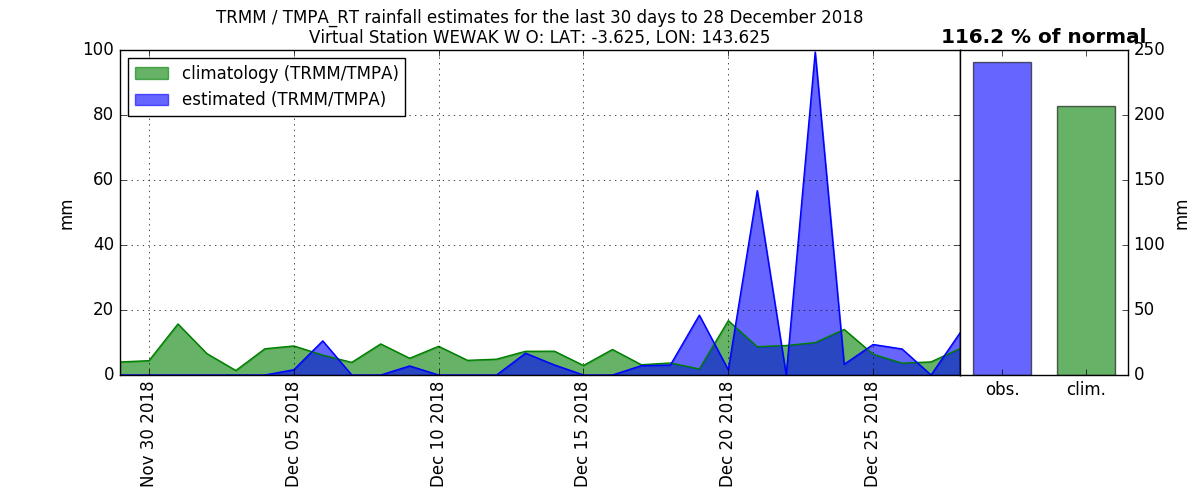 TRMM / TMPA_RT rainfall estimates for the last 30 days to 28 December 2018
Virtual Station WEWAK W O: LAT: -3.625, LON: 143.625
116.2 % of normal
climatology (TRMM/TMPA)
estimated (TRMM/TMPA)
100
80
60
40
20
0
mm
Nov 30 2018
Dec 05 2018
Dec 10 2018
Dec 15 2018
Dec 20 2018
Dec 25 2018
obs.
clim.
250
200
150
100
50
0
mm